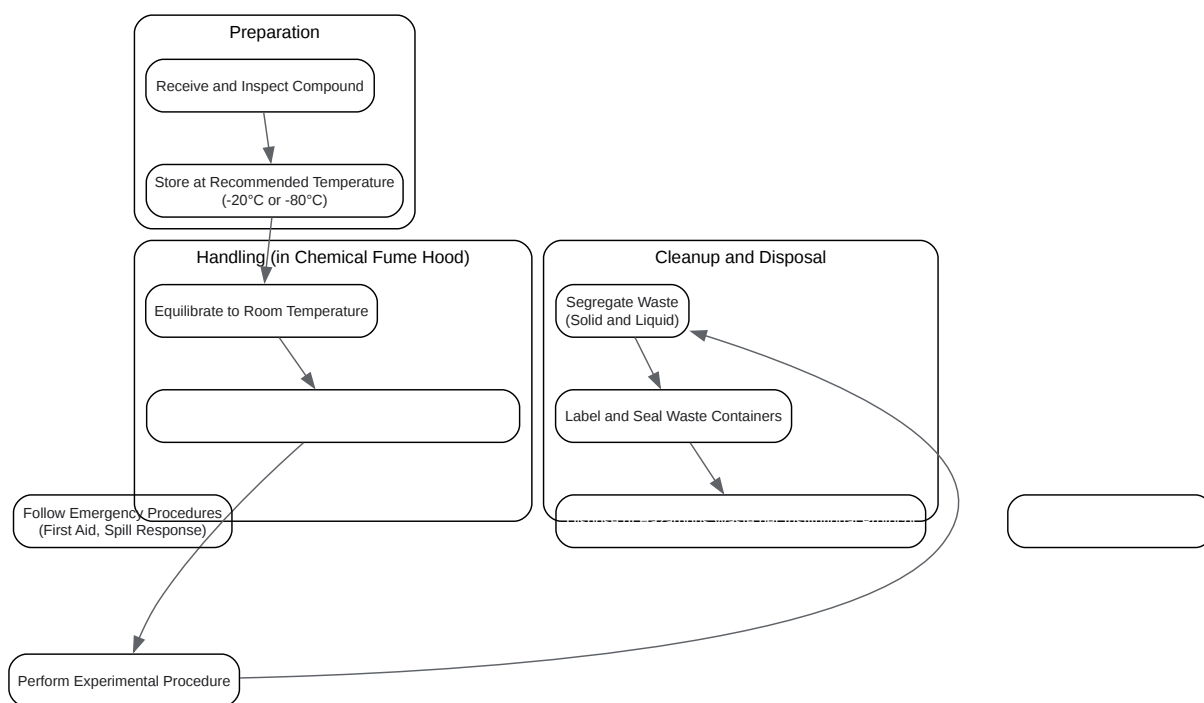 Preparation
Receive and Inspect Compound
Store at Recommended Temperature
(-20°C or -80°C)
Handling (in Chemical Fume Hood)
Equilibrate to Room Temperature
Cleanup and Disposal
Segregate Waste
(Solid and Liquid)
Label and Seal Waste Containers
Follow Emergency Procedures
(First Aid, Spill Response)
Perform Experimental Procedure